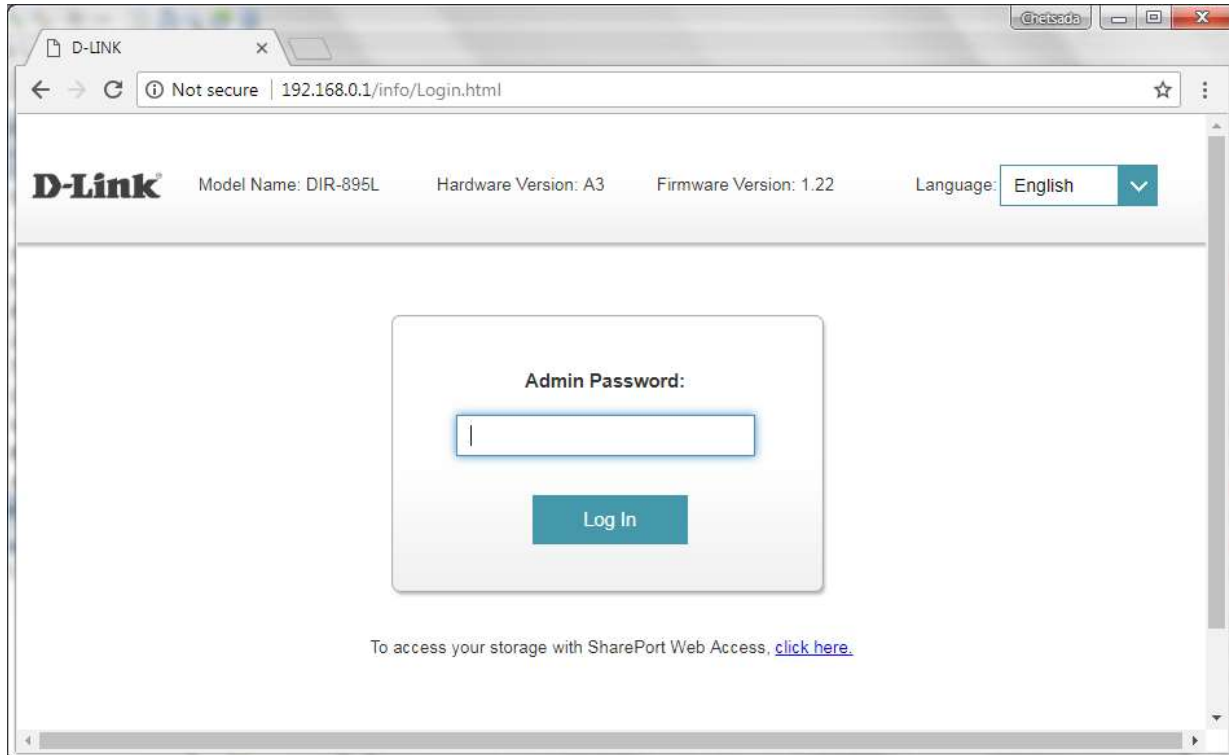 Chetsada
D-LINK
Not secure | 192.168.0.1/info/Login.html
D-Link® Model Name: DIR-895L Hardware Version: A3 Firmware Version: 1.22 Language: English
Admin Password:
Log In
To access your storage with SharePort Web Access, click here.